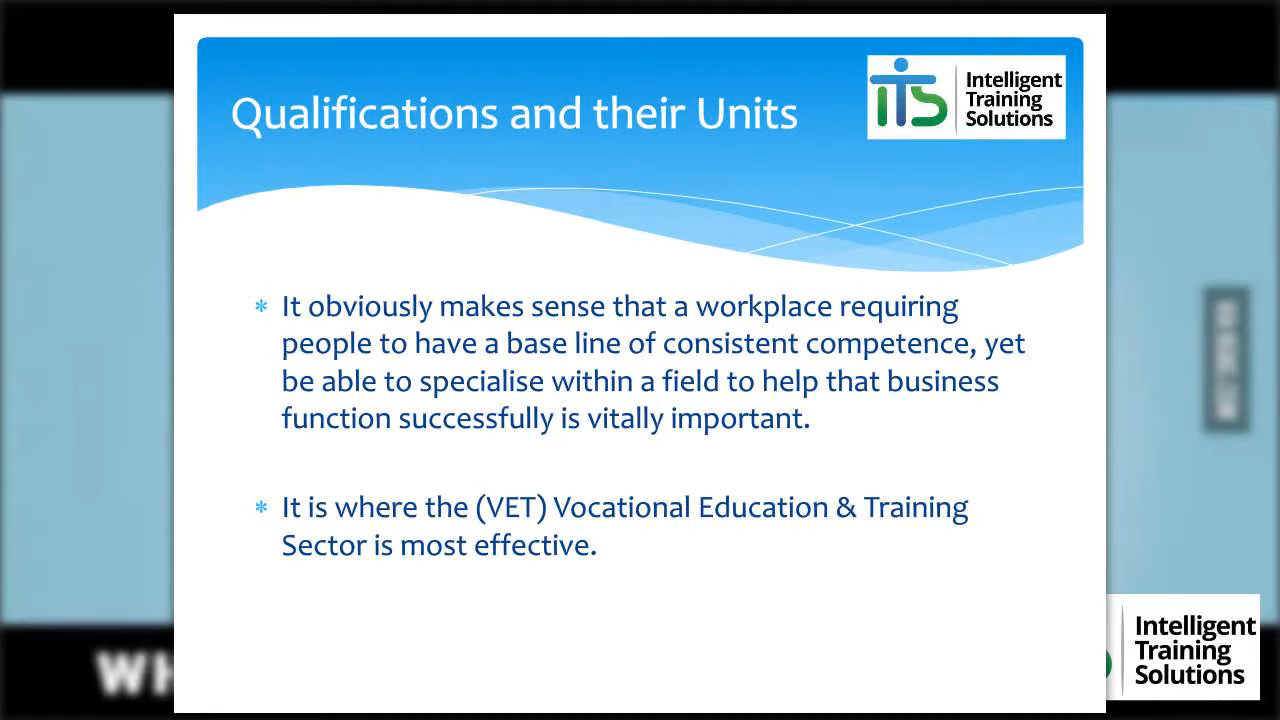 Qualifications and their Units
iTS
Intelligent
Training
Solutions
It obviously makes sense that a workplace requiring
people to have a base line of consistent competence, yet
be able to specialise within a field to help that business
function successfully is vitally important.
It is where the (VET) Vocational Education & Training
Sector is most effective.
Intelligent
Training
Solutions
WH